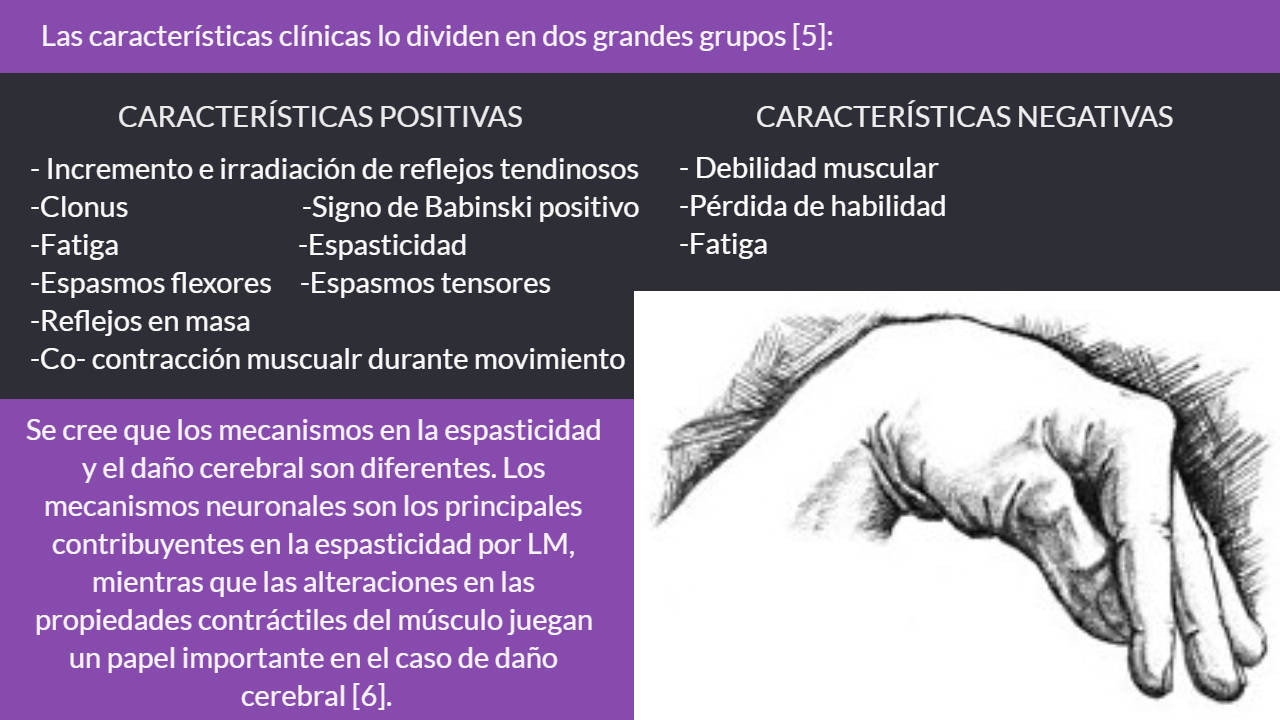 Las características clínicas lo dividen en dos grandes grupos [5]:
CARACTERÍSTICAS POSITIVAS
- Incremento e irradiación de reflejos tendinosos
-Clonus -Signo de Babinski positivo
-Fatiga -Espasticidad
-Espasmos flexores -Espasmos tensores
-Reflejos en masa
-Co- contracción muscualr durante movimiento
CARACTERÍSTICAS NEGATIVAS
- Debilidad muscular
-Pérdida de habilidad
-Fatiga
Se cree que los mecanismos en la espasticidad
y el daño cerebral son diferentes. Los
mecanismos neuronales son los principales
contribuyentes en la espasticidad por LM,
mientras que las alteraciones en las
propiedades contráctiles del músculo juegan
un papel importante en el caso de daño
cerebral [6].